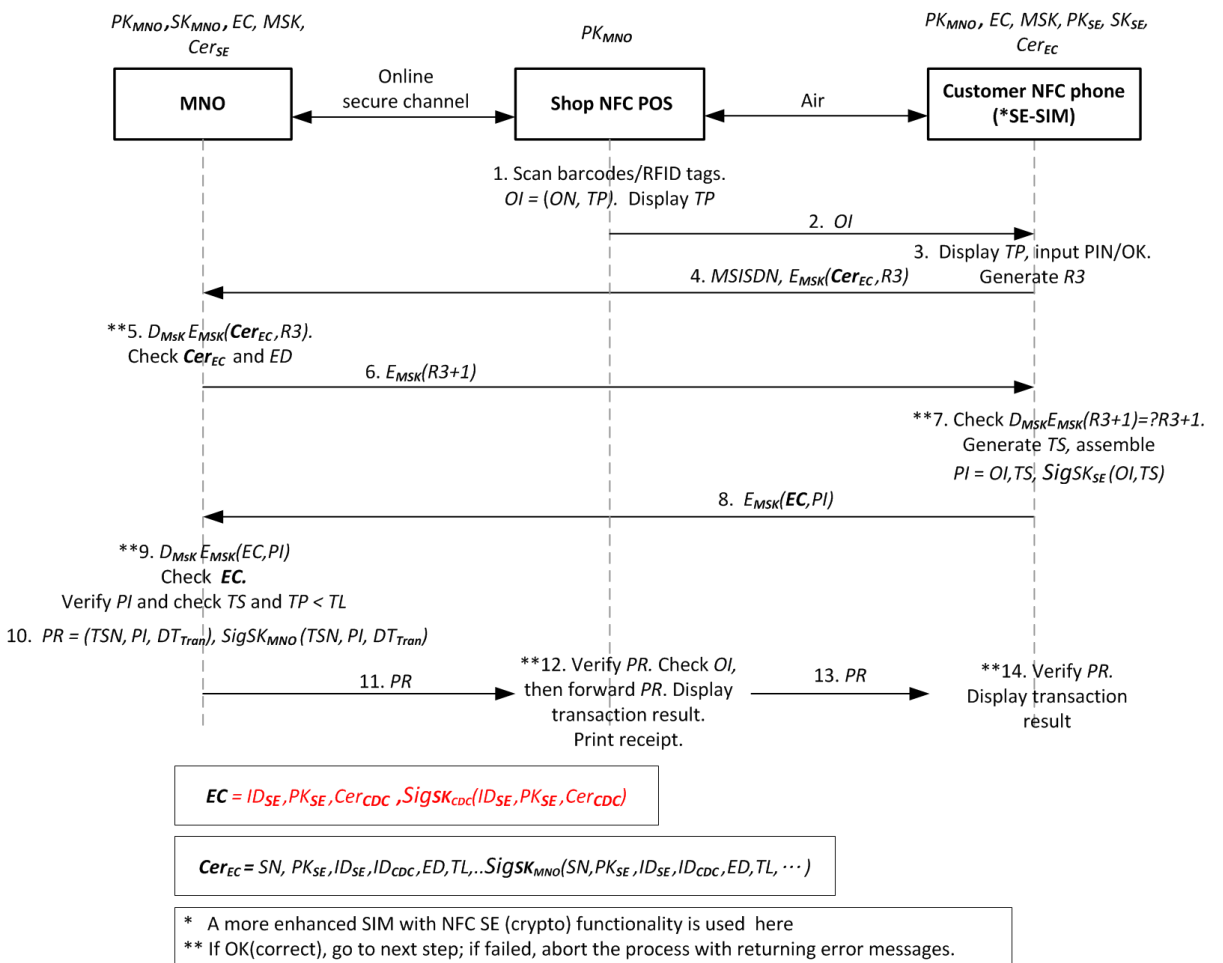 PKMNO,SKMNO, EC, MSK,
CerSE
PKMNO
PKMNO, EC, MSK, PKSE, SKSE,
CerEC
MNO
Online
secure channel
Shop NFC POS
Air
Customer NFC phone
(*SE-SIM)
1. Scan barcodes/RFID tags.
OI = (ON, TP). Display TP
2. OI
3. Display TP, input PIN/OK.
Generate R3
4. MSISDN, EMSK(CerEC,R3)
**5. DMsK EMSK(CerEC,R3).
Check CerEC and ED
6. EMSK(R3+1)
**7. Check DMSKEMSK(R3+1)=?R3+1.
Generate TS, assemble
PI = OI,TS, SigSKSE(OI,TS)
8. EMSK(EC,PI)
**9. DMsK EMSK(EC,PI)
Check EC.
Verify PI and check TS and TP < TL
10. PR = (TSN, PI, DTTran), SigSKMNO(TSN, PI, DTTran)
11. PR
**12. Verify PR. Check OI,
then forward PR. Display
transaction result.
Print receipt.
13. PR
**14. Verify PR.
Display transaction
result
EC = IDSE,PKSE,CerCDC ,SigSKCDC(IDSE,PKSE,CerCDC)
CerEC = SN, PKSE,IDSE,IDCDC,ED,TL,..SigSKMNO(SN,PKSE,IDSE,IDCDC,ED,TL, ⋯ )
* A more enhanced SIM with NFC SE (crypto) functionality is used here
** If OK(correct), go to next step; if failed, abort the process with returning error messages.